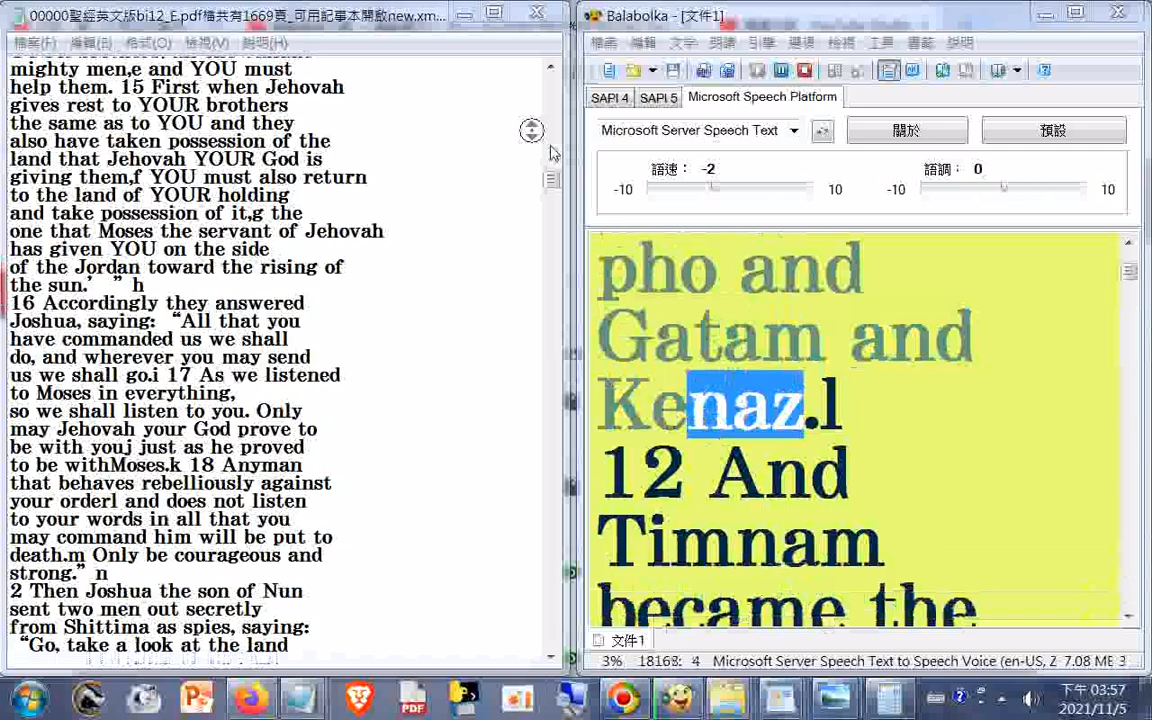 00000聖經英文版bi12_E.pdf檔共有1669頁_可用記事本開啟new.xm...
檔案(F) 編輯(E) 格式(O) 檢視(V) 說明(H)
mighty men,e and YOU must
help them. 15 First when Jehovah
gives rest to YOUR brothers
the same as to YOU and they
also have taken possession of the
land that Jehovah YOUR God is
giving them,f YOU must also return
to the land of YOUR holding
and take possession of it,g the
one that Moses the servant of Jehovah
has given YOU on the side
of the Jordan toward the rising of
the sun.’ ” h
16 Accordingly they answered
Joshua, saying: “All that you
have commanded us we shall
do, and wherever you may send
us we shall go.i 17 As we listened
to Moses in everything,
so we shall listen to you. Only
may Jehovah your God prove to
be with youj just as he proved
to be withMoses.k 18 Anyman
that behaves rebelliously against
your orderl and does not listen
to your words in all that you
may command him will be put to
death.m Only be courageous and
strong.” n
2 Then Joshua the son of Nun
sent two men out secretly
from Shittima as spies, saying:
“Go, take a look at the land
Balabolka - [文件1]
檔案 編輯 文字 朗讀 引擎 選項 檢視 工具 書籤 說明
SAPI 4 SAPI 5 Microsoft Speech Platform
Microsoft Server Speech Text 關於 預設
語速： -2 語調： 0
-10 10 -10 10
pho and
Gatam and
Kenaz.l
12 And
Timnam
became the
文件1
3% 18168: 4 Microsoft Server Speech Text to Speech Voice (en-US, Z 7.08 MB 3
PDF
下午 03:57
2021/11/5